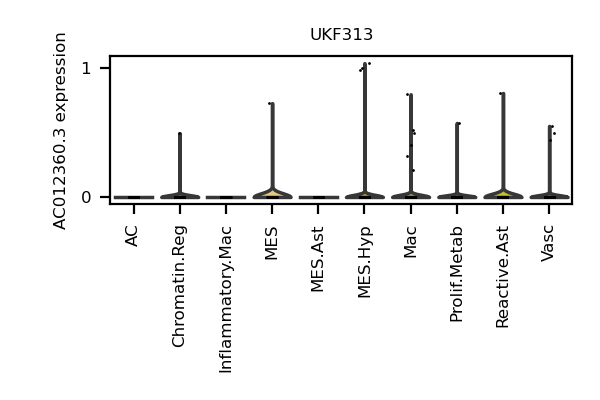 UKF313
AC012360.3 expression
1
0
AC
Chromatin.Reg
Inflammatory.Mac
MES
MES.Ast
MES.Hyp
Mac
Prolif.Metab
Reactive.Ast
Vasc